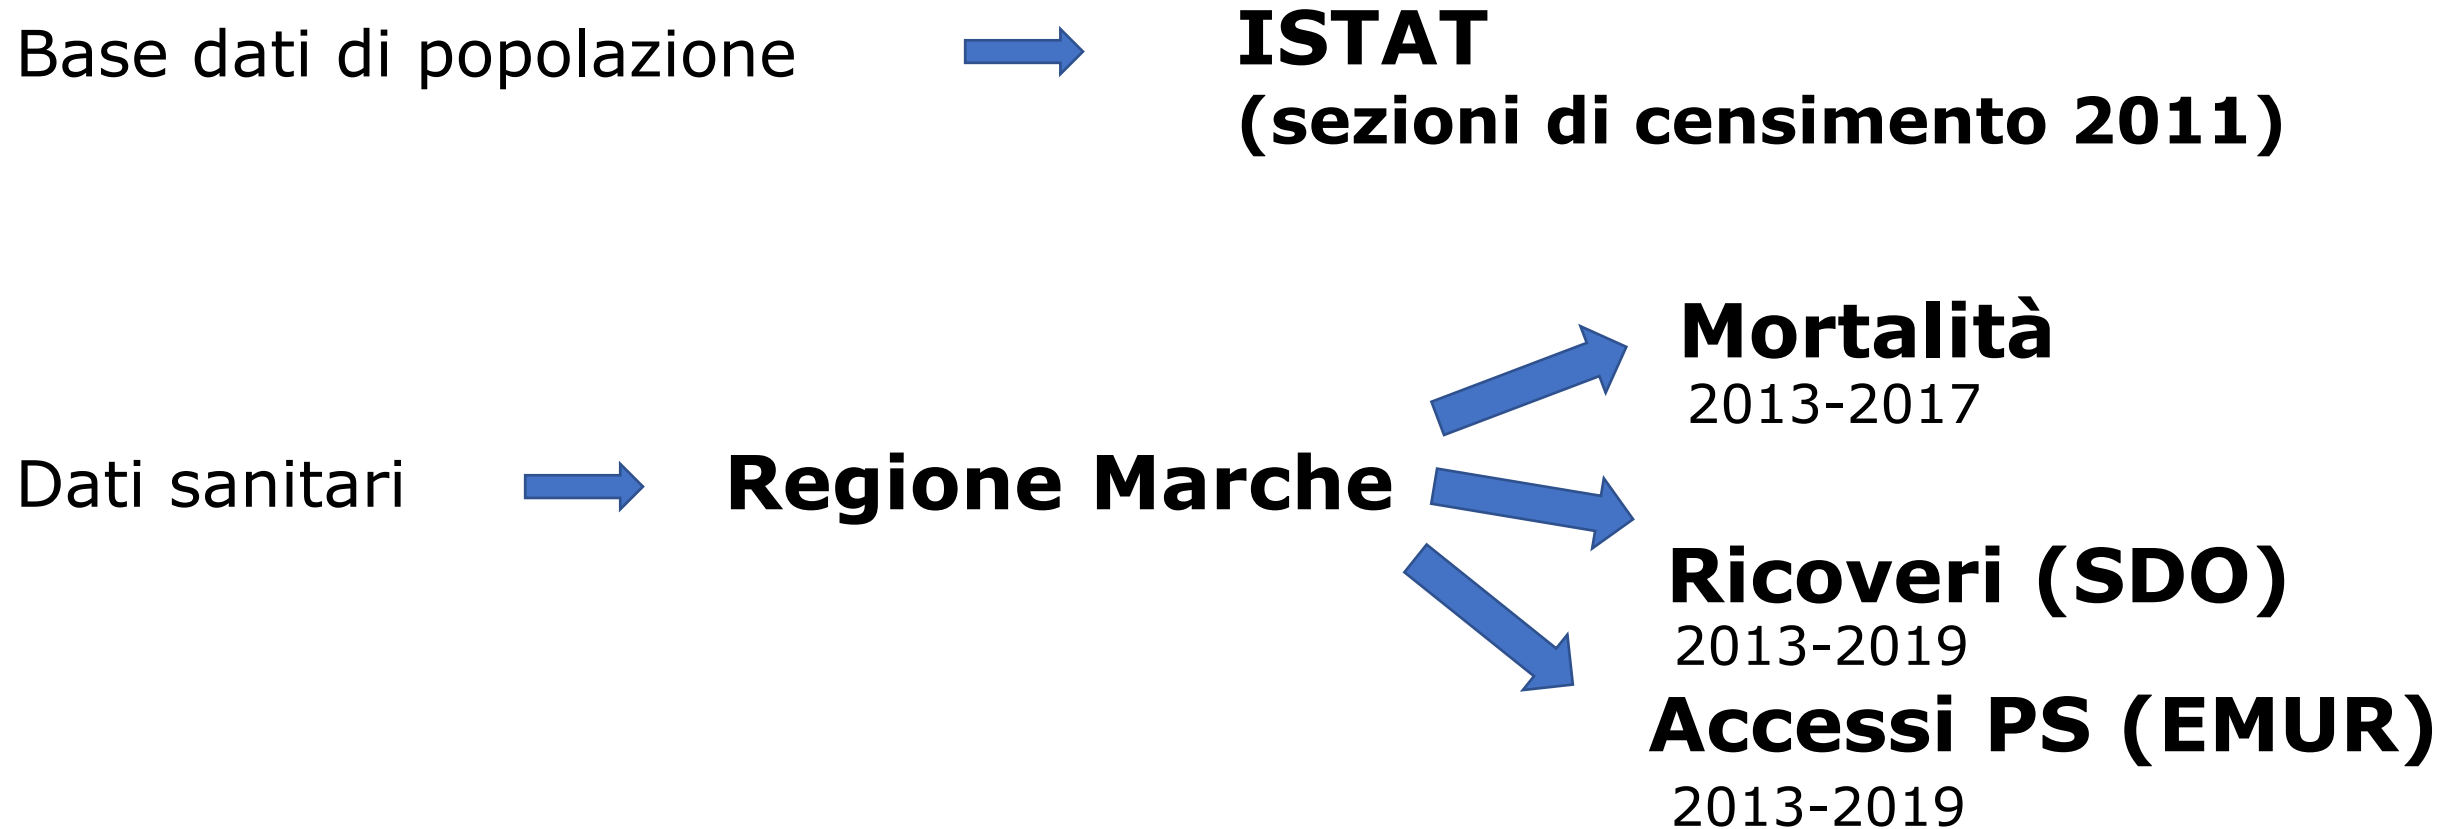 Base dati di popolazione
ISTAT
(sezioni di censimento 2011)
Dati sanitari
Regione Marche
Mortalità
2013-2017
Ricoveri (SDO)
2013-2019
Accessi PS (EMUR)
2013-2019